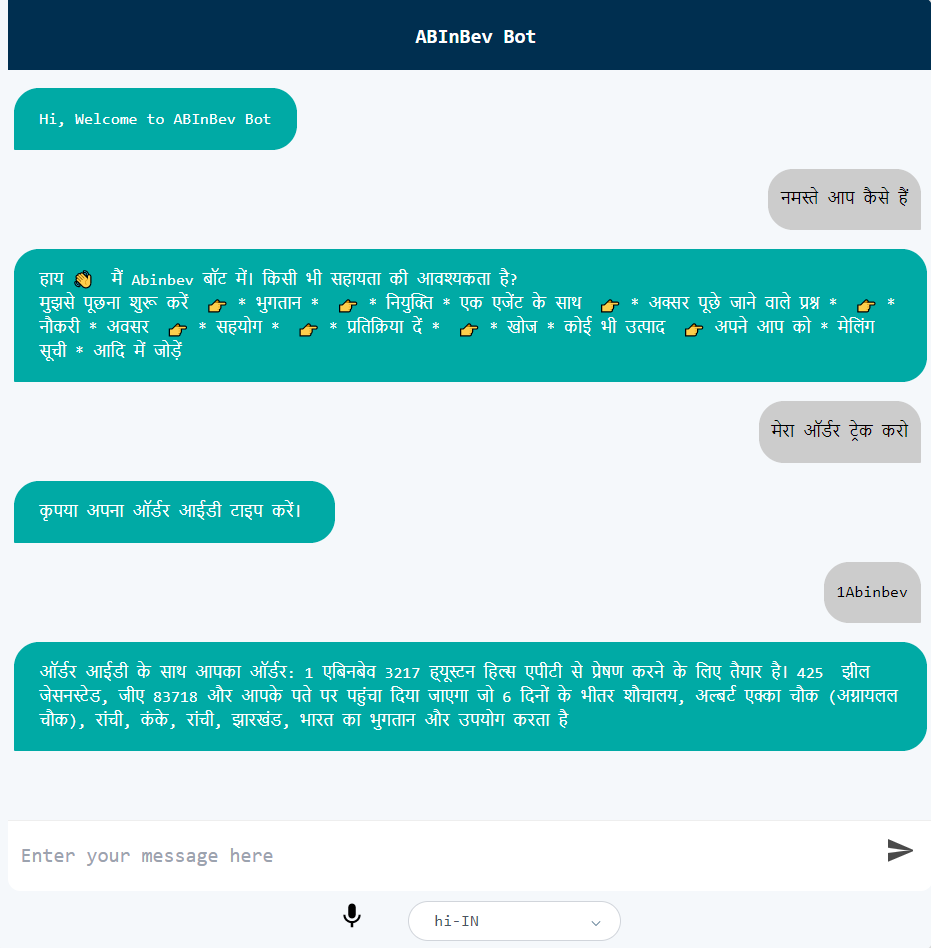 ABInBev Bot
Hi, Welcome to ABInBev Bot
नमस्ते आप कैसे हैं
हाय 👋 मैं Abinbev बॉट में। किसी भी सहायता की आवश्यकता है?
मुझसे पूछना शुरू करें 👉 * भुगतान * 👉 * नियुक्ति * एक एजेंट के साथ 👉 * अक्सर पूछे जाने वाले प्रश्न * 👉 *
नौकरी * अवसर 👉 * सहयोग * 👉 * प्रतिक्रिया दें * 👉 * खोज * कोई भी उत्पाद 👉 अपने आप को * मेलिंग
सूची * आदि में जोड़ें
मेरा ऑर्डर ट्रेक करो
कृपया अपना ऑर्डर आईडी टाइप करें।
1Abinbev
ऑर्डर आईडी के साथ आपका ऑर्डर: 1 एबिनबेव 3217 ह्यूस्टन हिल्स एपीटी से प्रेषण करने के लिए तैयार है। 425 झील
जेसनस्टेड, जीए 83718 और आपके पते पर पहुंचा दिया जाएगा जो 6 दिनों के भीतर शौचालय, अल्बर्ट एक्का चौक (अग्रायलल
चौक), रांची, कंके, रांची, झारखंड, भारत का भुगतान और उपयोग करता है
Enter your message here
hi-IN